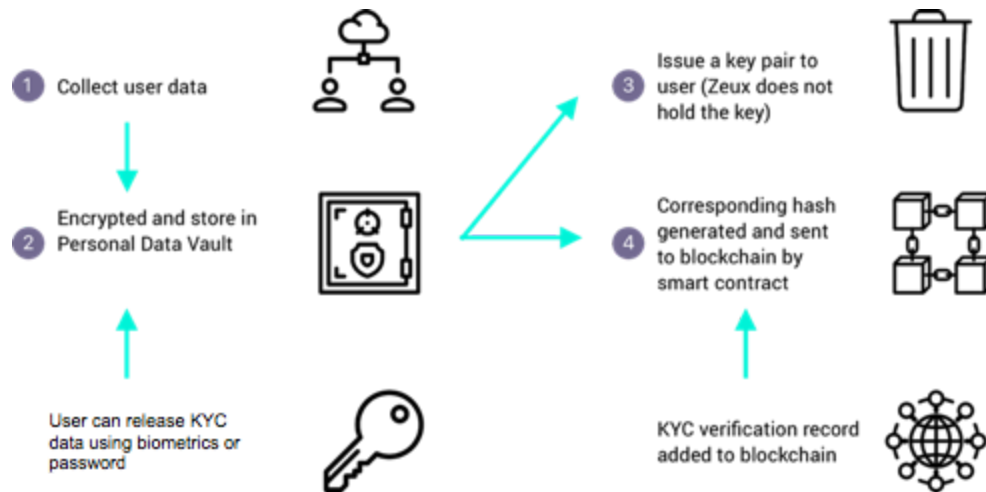 1 Collect user data
2 Encrypted and store in
Personal Data Vault
User can release KYC
data using biometrics or
password
3 Issue a key pair to
user (Zeux does not
hold the key)
4 Corresponding hash
generated and sent
to blockchain by
smart contract
KYC verification record
added to blockchain